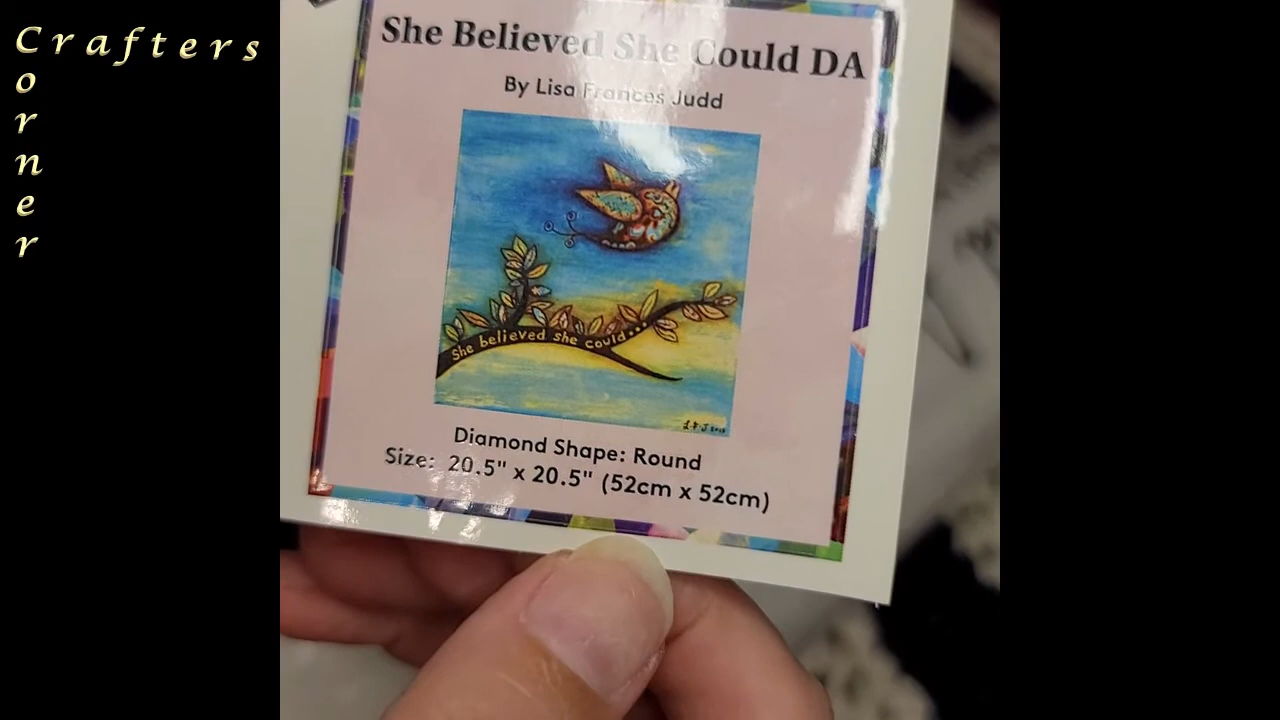 Crafters
Corner
She Believed She Could DA
By Lisa Frances Judd
She believed she could...
L.F.J
Diamond Shape: Round
Size: 20.5" x 20.5" (52cm x 52cm)